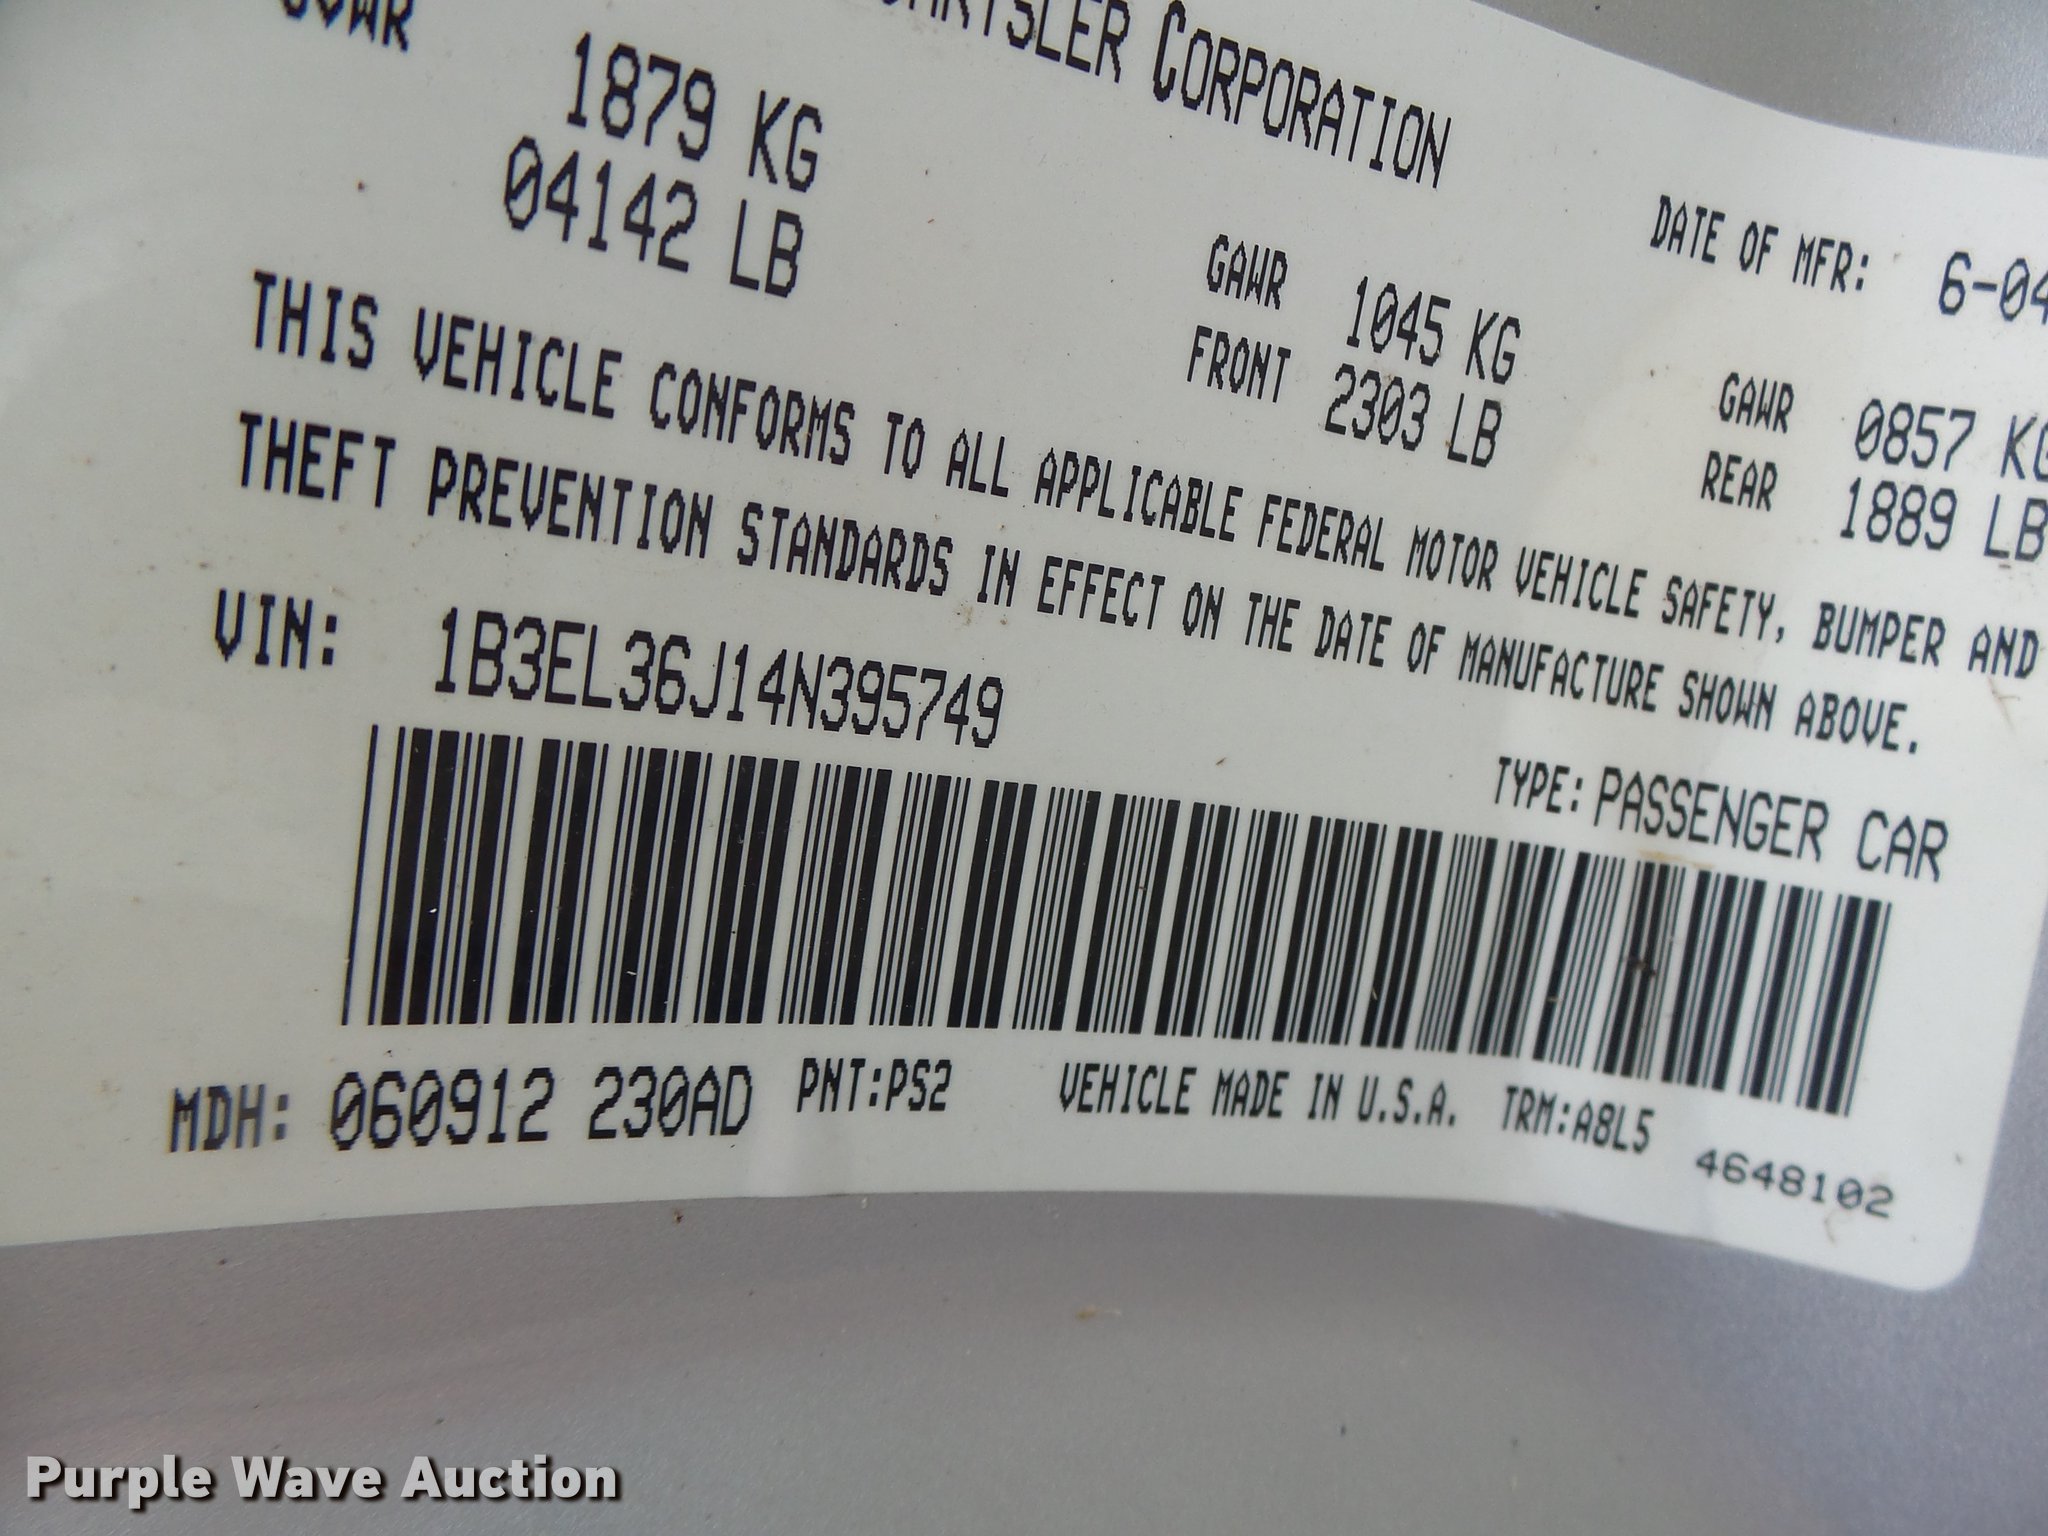 CHRYSLER CORPORATION
DATE OF MFR: 6-04
GVWR 1879 KG
04142 LB
GAWR 1045 KG
FRONT 2303 LB
GAWR 0857 KG
REAR 1889 LB
THIS VEHICLE CONFORMS TO ALL APPLICABLE FEDERAL MOTOR VEHICLE SAFETY, BUMPER AND
THEFT PREVENTION STANDARDS IN EFFECT ON THE DATE OF MANUFACTURE SHOWN ABOVE.
VIN: 1B3EL36J14N395749
TYPE: PASSENGER CAR
MDH: 060912 230AD PNT:PS2 VEHICLE MADE IN U.S.A. TRM:A8L5
4648102
Purple Wave Auction